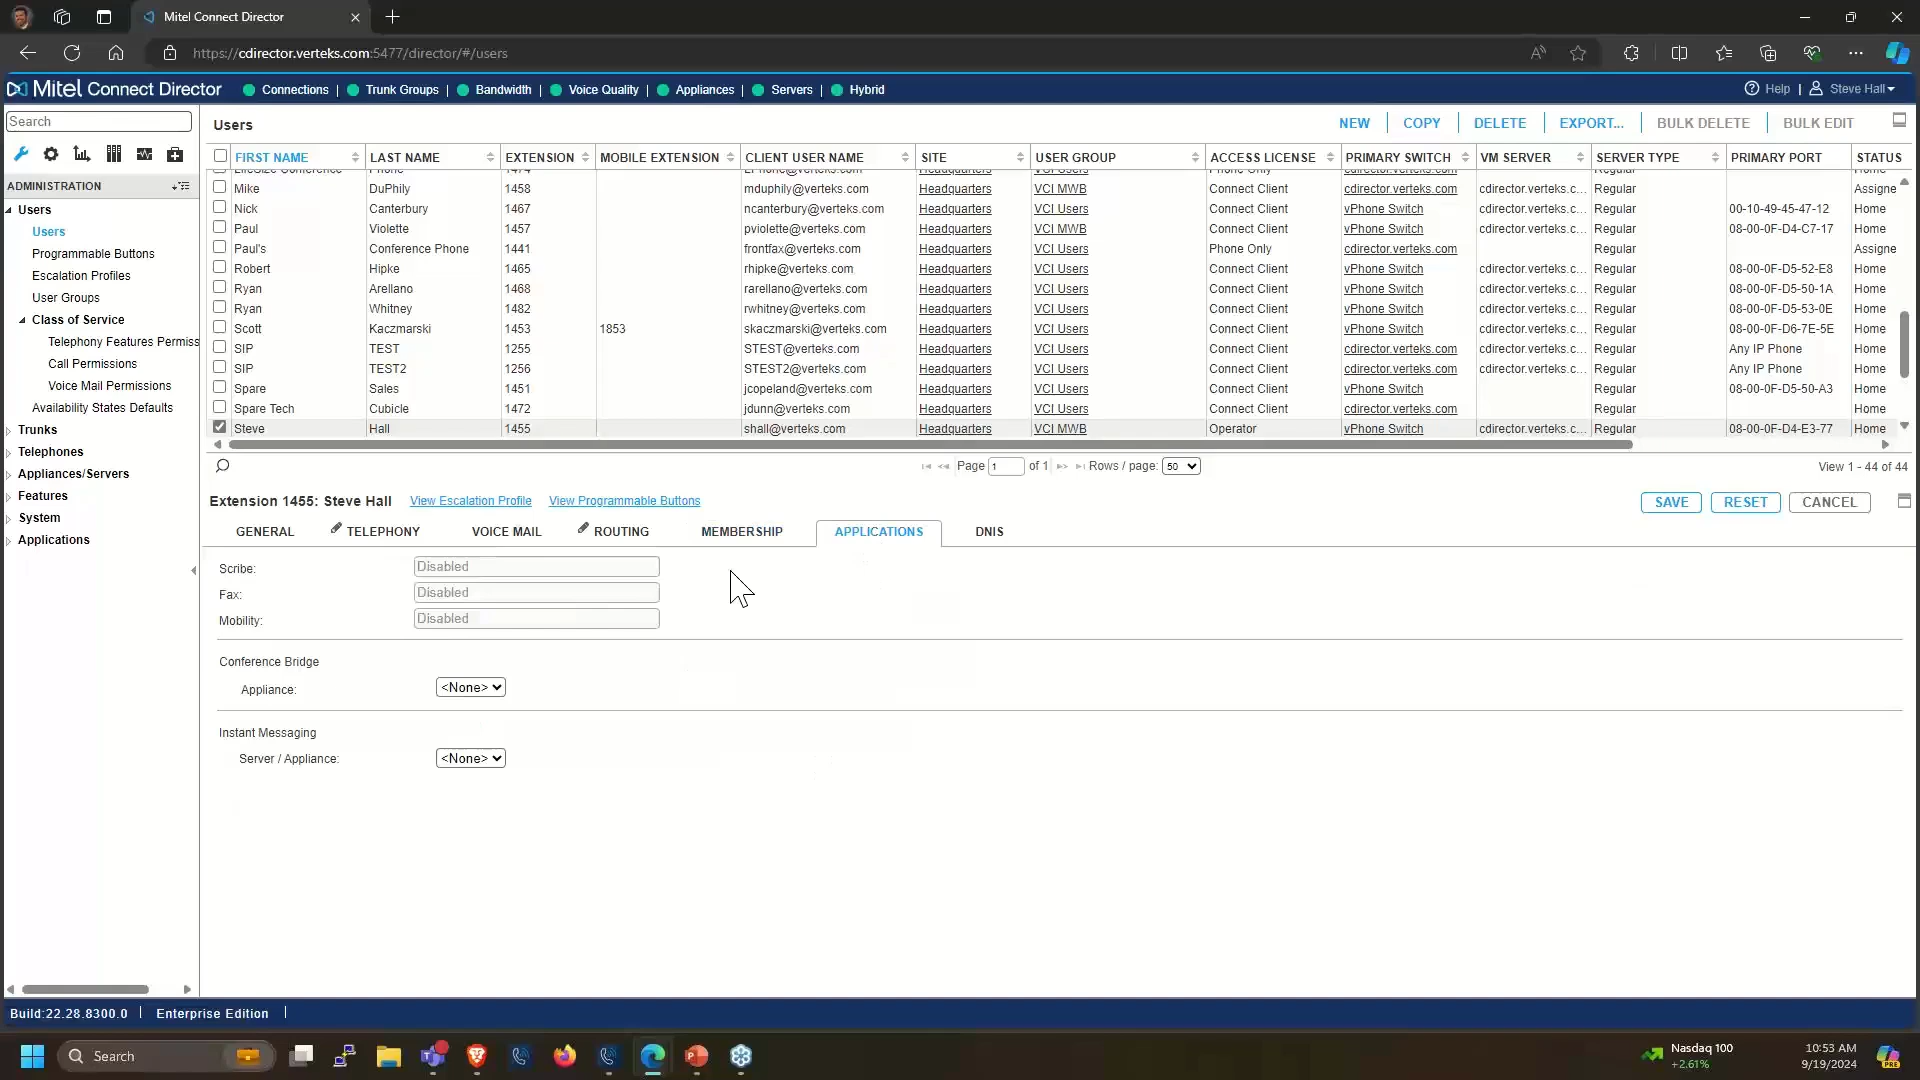 Mitel Connect Director
https://cdirector.verteks.com:5477/director/#/users
Mitel Connect Director
Connections | Trunk Groups | Bandwidth | Voice Quality | Appliances | Servers | Hybrid
Help | Steve Hall
Search
ADMINISTRATION
Users
Users
Programmable Buttons
Escalation Profiles
User Groups
Class of Service
Telephony Features Permiss
Call Permissions
Voice Mail Permissions
Availability States Defaults
Trunks
Telephones
Appliances/Servers
Features
System
Applications
Users
NEW | COPY | DELETE | EXPORT... | BULK DELETE | BULK EDIT
FIRST NAME LAST NAME EXTENSION MOBILE EXTENSION CLIENT USER NAME SITE USER GROUP ACCESS LICENSE PRIMARY SWITCH VM SERVER SERVER TYPE PRIMARY PORT STATUS
LifeSize Conference Phone 1474 LPhone@verteks.com Headquarters VCI Users Phone Only cdirector.verteks.com Regular Home
Mike DuPhily 1458 mduphily@verteks.com Headquarters VCI MWB Connect Client cdirector.verteks.com cdirector.verteks.c... Regular Assigne
Nick Canterbury 1467 ncanterbury@verteks.com Headquarters VCI Users Connect Client vPhone Switch cdirector.verteks.c... Regular 00-10-49-45-47-12 Home
Paul Violette 1457 pviolette@verteks.com Headquarters VCI MWB Connect Client vPhone Switch cdirector.verteks.c... Regular 08-00-0F-D4-C7-17 Home
Paul's Conference Phone 1441 frontfax@verteks.com Headquarters VCI Users Phone Only cdirector.verteks.com Regular Assigne
Robert Hipke 1465 rhipke@verteks.com Headquarters VCI Users Connect Client vPhone Switch cdirector.verteks.c... Regular 08-00-0F-D5-52-E8 Home
Ryan Arellano 1468 rarellano@verteks.com Headquarters VCI Users Connect Client vPhone Switch cdirector.verteks.c... Regular 08-00-0F-D5-50-1A Home
Ryan Whitney 1482 rwhitney@verteks.com Headquarters VCI Users Connect Client vPhone Switch cdirector.verteks.c... Regular 08-00-0F-D5-53-0E Home
Scott Kaczmarski 1453 1853 skaczmarski@verteks.com Headquarters VCI Users Connect Client vPhone Switch cdirector.verteks.c... Regular 08-00-0F-D6-7E-5E Home
SIP TEST 1255 STEST@verteks.com Headquarters VCI Users Connect Client cdirector.verteks.com cdirector.verteks.c... Regular Any IP Phone Home
SIP TEST2 1256 STEST2@verteks.com Headquarters VCI Users Connect Client cdirector.verteks.com cdirector.verteks.c... Regular Any IP Phone Home
Spare Sales 1451 jcopeland@verteks.com Headquarters VCI Users Connect Client vPhone Switch Regular 08-00-0F-D5-50-A3 Home
Spare Tech Cubicle 1472 jdunn@verteks.com Headquarters VCI Users Connect Client cdirector.verteks.com Regular Home
Steve Hall 1455 shall@verteks.com Headquarters VCI MWB Operator vPhone Switch cdirector.verteks.c... Regular 08-00-0F-D4-E3-77 Home
Page 1 of 1 Rows / page: 50
View 1 - 44 of 44
Extension 1455: Steve Hall View Escalation Profile View Programmable Buttons
SAVE RESET CANCEL
GENERAL TELEPHONY VOICE MAIL ROUTING MEMBERSHIP APPLICATIONS DNIS
Scribe: Disabled
Fax: Disabled
Mobility: Disabled
Conference Bridge
Appliance: <None>
Instant Messaging
Server / Appliance: <None>
Build:22.28.8300.0 | Enterprise Edition |
Search
Nasdaq 100
+2.61%
10:53 AM
9/19/2024
PRE